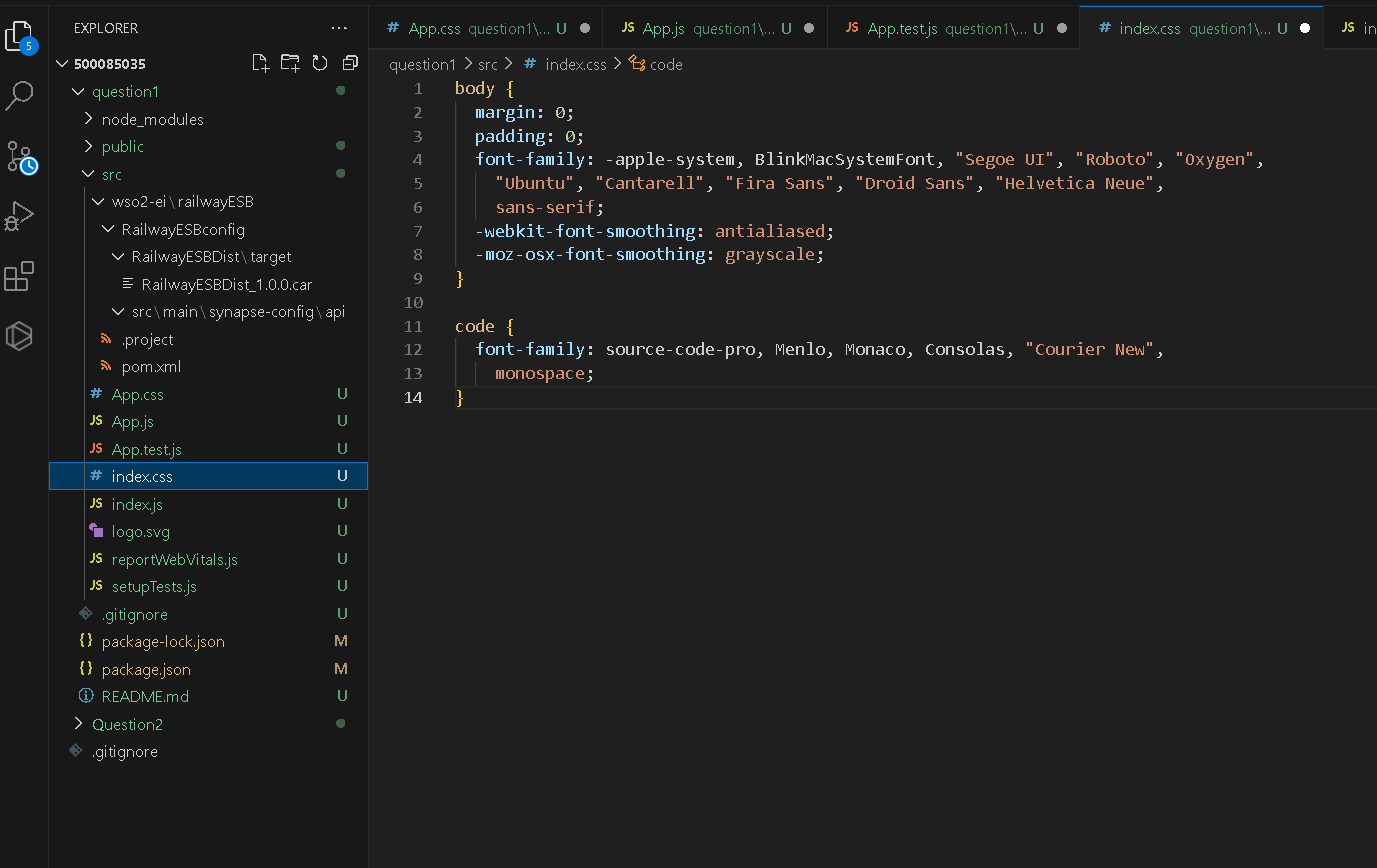 5
EXPLORER
500085035
question1
node_modules
public
src
wso2-ei\railwayESB
RailwayESBconfig
RailwayESBDist\target
RailwayESBDist_1.0.0.car
src\main\synapse-config\api
.project
pom.xml
# App.css U
JS App.js U
JS App.test.js U
# index.css U
JS index.js U
logo.svg U
JS reportWebVitals.js U
JS setupTests.js U
.gitignore U
{} package-lock.json M
{} package.json M
README.md U
Question2
.gitignore
# App.css question1\... U
JS App.js question1\... U
JS App.test.js question1\... U
# index.css question1\... U
JS in
question1 > src > # index.css > code
1 body {
2 margin: 0;
3 padding: 0;
4 font-family: -apple-system, BlinkMacSystemFont, "Segoe UI", "Roboto", "Oxygen",
5 "Ubuntu", "Cantarell", "Fira Sans", "Droid Sans", "Helvetica Neue",
6 sans-serif;
7 -webkit-font-smoothing: antialiased;
8 -moz-osx-font-smoothing: grayscale;
9 }
10
11 code {
12 font-family: source-code-pro, Menlo, Monaco, Consolas, "Courier New",
13 monospace;
14 }